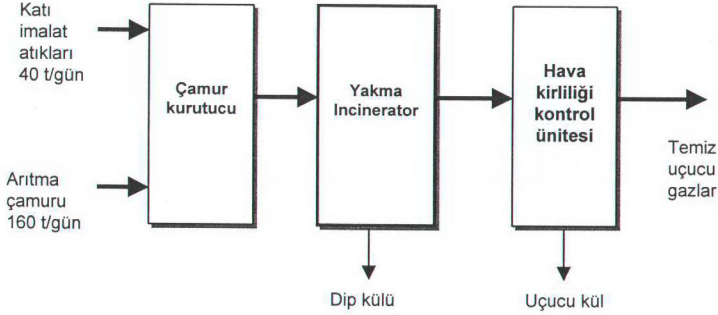 Katı
imalat
atıkları
40 t/gün
Arıtma
çamuru
160 t/gün
Çamur
kurutucu
Yakma
Incinerator
Hava
kirliliği
kontrol
ünitesi
Temiz
uçucu
gazlar
Dip külü
Uçucu kül